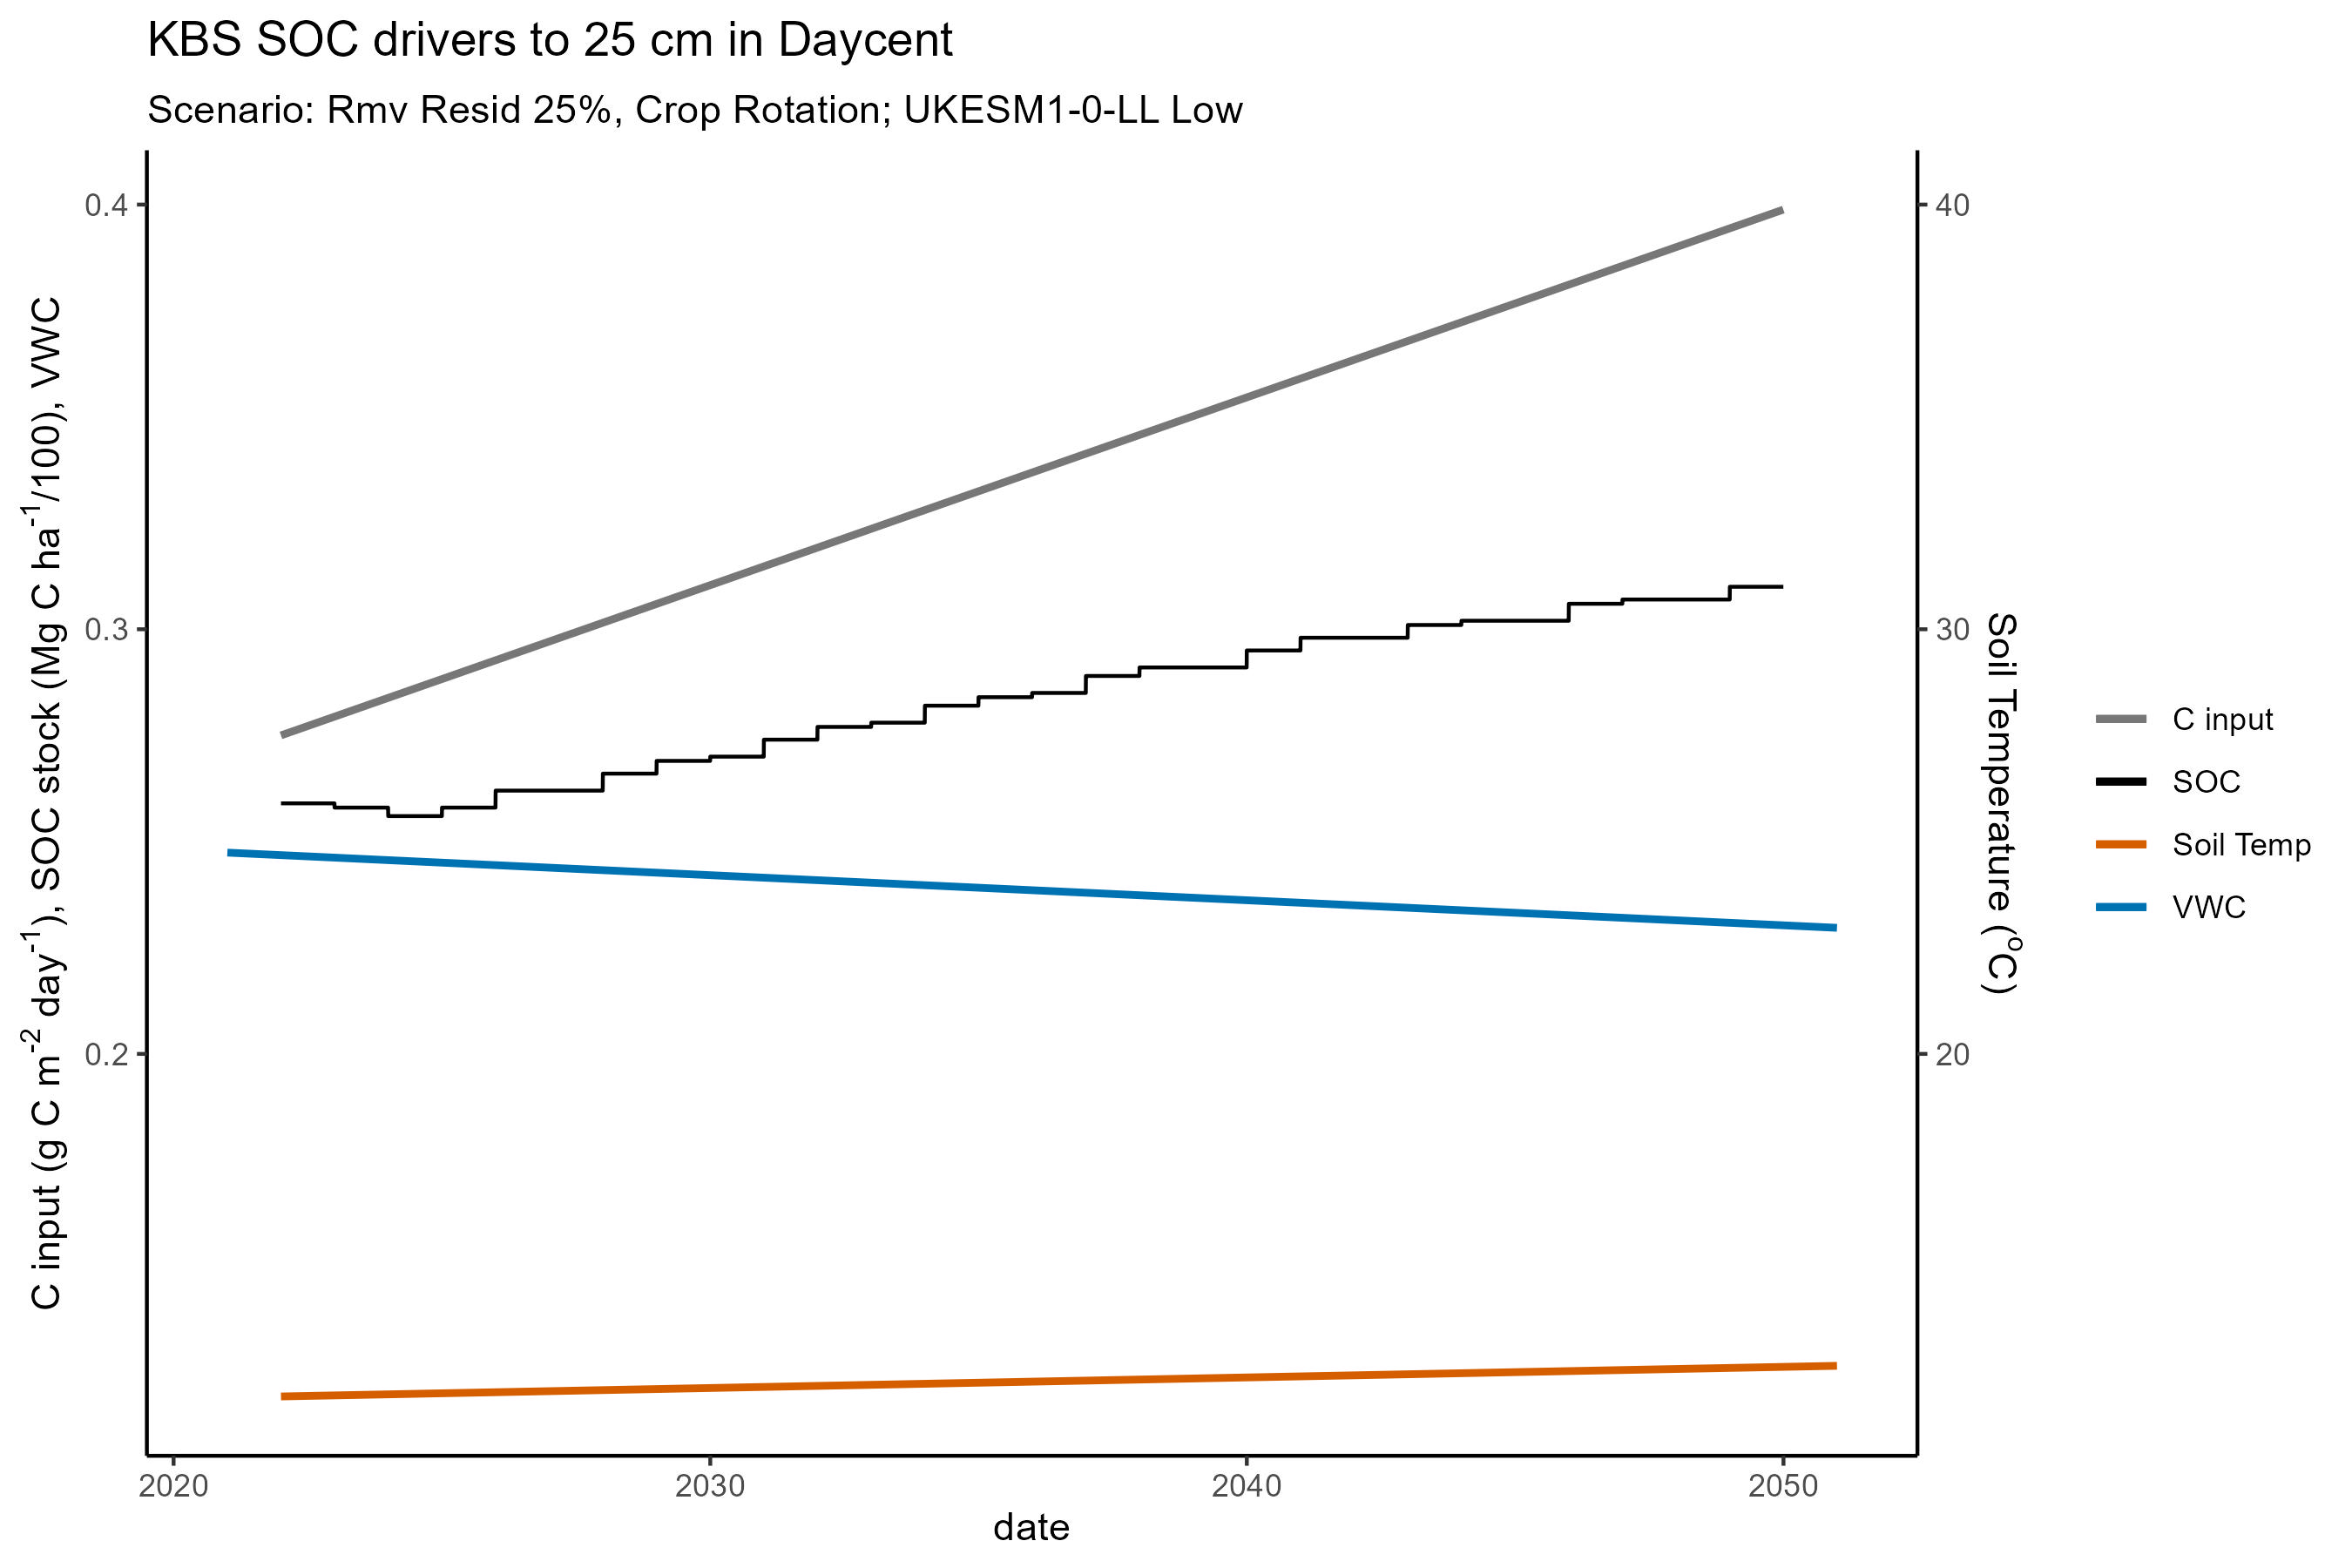 KBS SOC drivers to 25 cm in Daycent
Scenario: Rmv Resid 25%, Crop Rotation; UKESM1-0-LL Low
C input (g C m⁻² day⁻¹), SOC stock (Mg C ha⁻¹/100), VWC
0.4
0.3
0.2
40
30
20
Soil Temperature (°C)
C input
SOC
Soil Temp
VWC
2020
2030
2040
2050
date